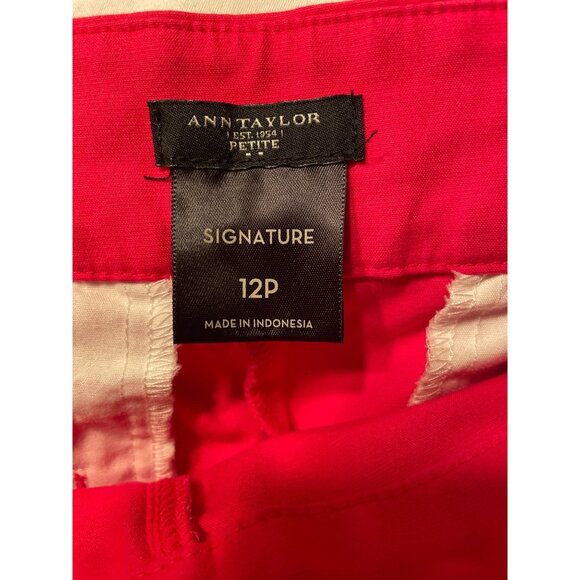 ANN TAYLOR
EST. 1954
PETITE
SIGNATURE
12P
MADE IN INDONESIA